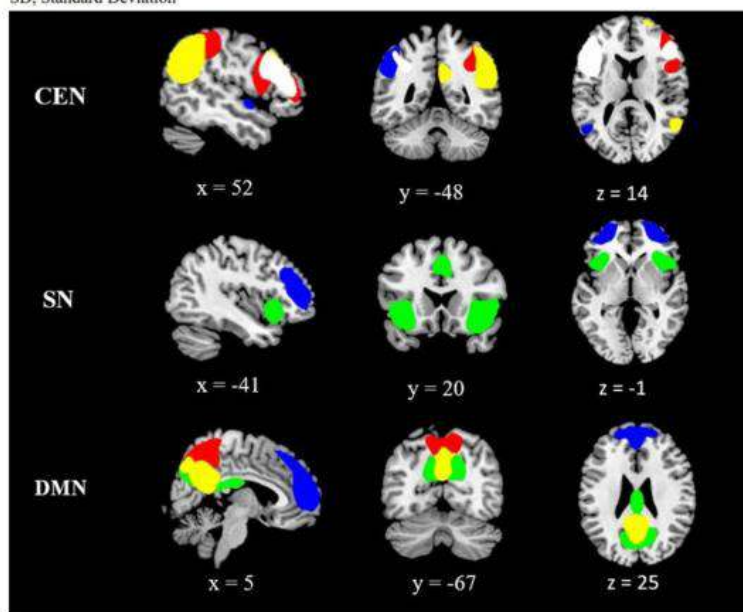 SD, Standard Deviation
CEN
x = 52
y = -48
z = 14
SN
x = -41
y = 20
z = -1
DMN
x = 5
y = -67
z = 25